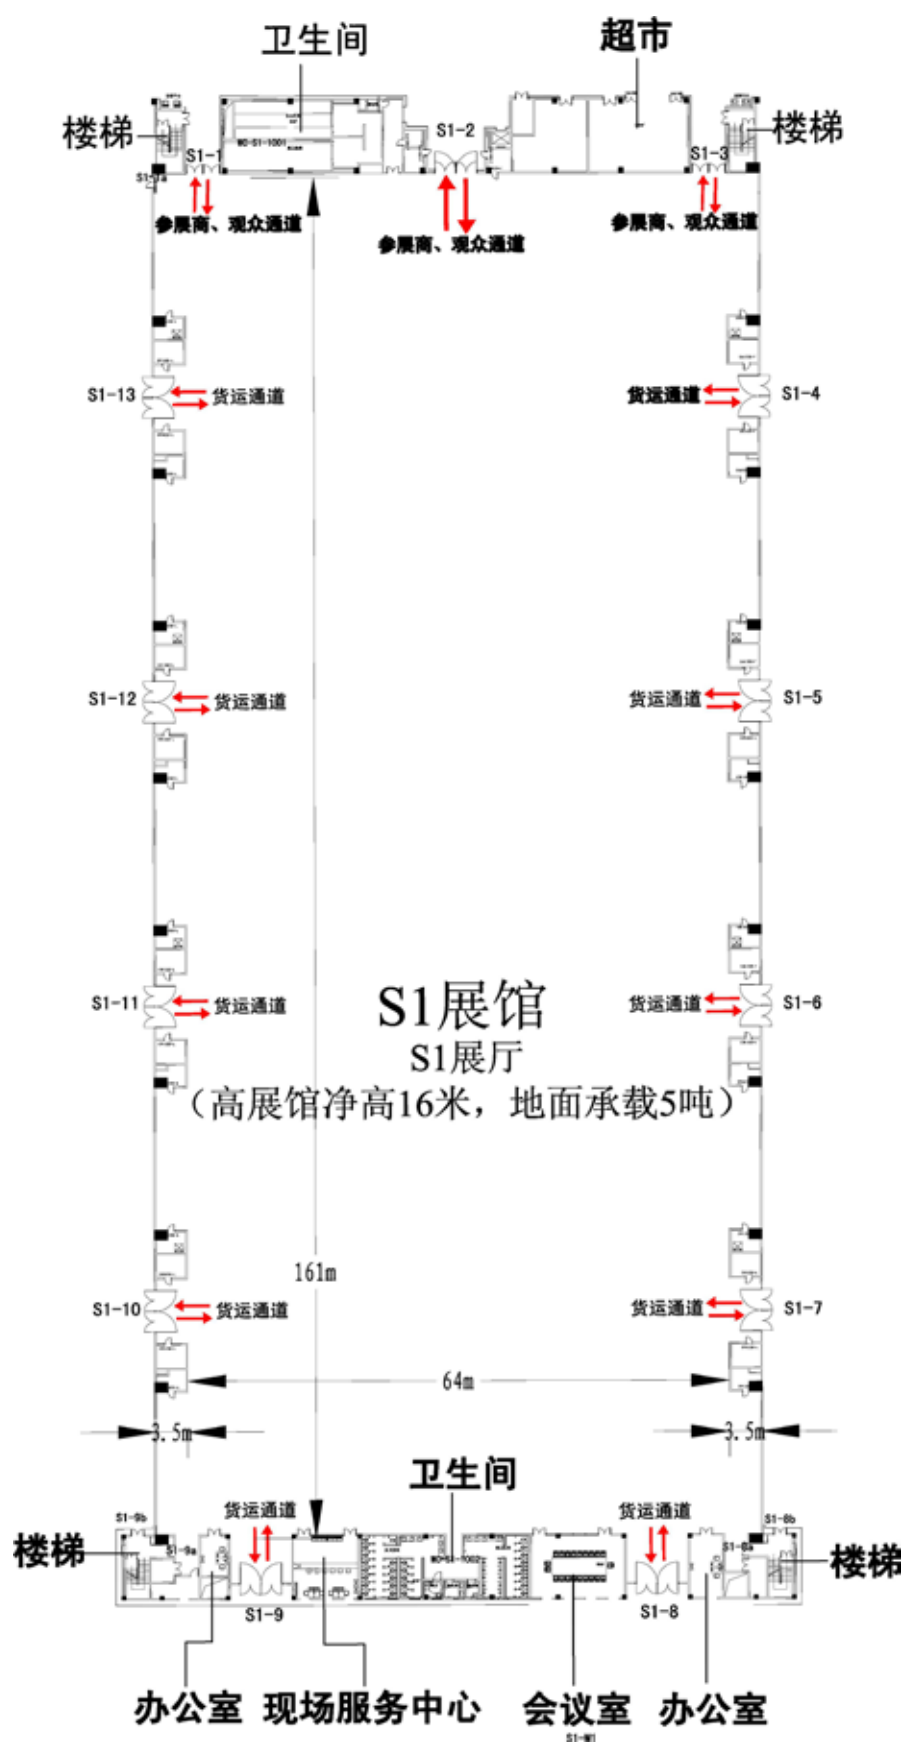 卫生间
超市
楼梯
楼梯
S1-1
S1-2
S1-3
参展商、观众通道
参展商、观众通道
参展商、观众通道
S1-13
货运通道
货运通道
S1-4
S1-12
货运通道
货运通道
S1-5
S1-11
货运通道
货运通道
S1-6
S1展馆
S1展厅
（高展馆净高16米，地面承载5吨）
161m
S1-10
货运通道
货运通道
S1-7
64m
3.5m
3.5m
卫生间
货运通道
货运通道
S1-9b
S1-8b
楼梯
S1-9a
楼梯
S1-9
S1-8
办公室
现场服务中心
会议室
办公室